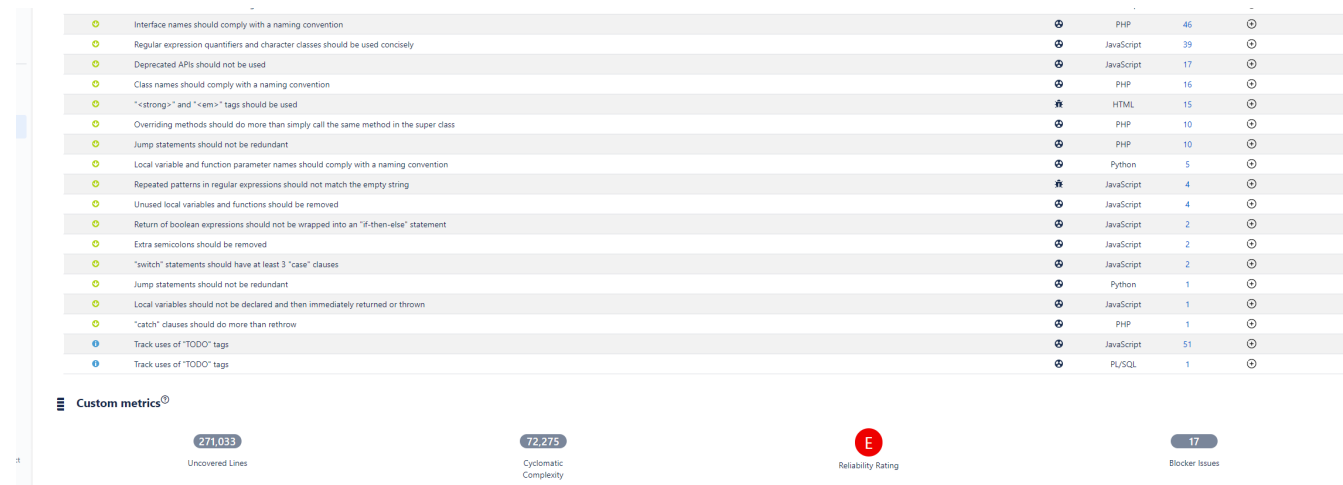 Interface names should comply with a naming convention PHP 46
Regular expression quantifiers and character classes should be used concisely JavaScript 39
Deprecated APIs should not be used JavaScript 17
Class names should comply with a naming convention PHP 16
"<strong>" and "<em>" tags should be used HTML 15
Overriding methods should do more than simply call the same method in the super class PHP 10
Jump statements should not be redundant PHP 10
Local variable and function parameter names should comply with a naming convention Python 5
Repeated patterns in regular expressions should not match the empty string JavaScript 4
Unused local variables and functions should be removed JavaScript 4
Return of boolean expressions should not be wrapped into an "if-then-else" statement JavaScript 2
Extra semicolons should be removed JavaScript 2
"switch" statements should have at least 3 "case" clauses JavaScript 2
Jump statements should not be redundant Python 1
Local variables should not be declared and then immediately returned or thrown JavaScript 1
"catch" clauses should do more than rethrow PHP 1
Track uses of "TODO" tags JavaScript 51
Track uses of "TODO" tags PL/SQL 1
Custom metrics
271,033 72,275 E 17
Uncovered Lines Cyclomatic Complexity Reliability Rating Blocker Issues